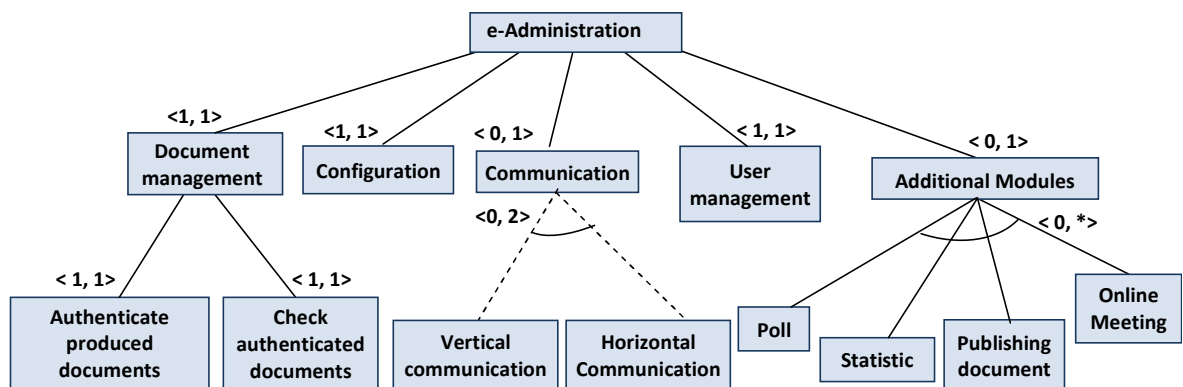 e-Administration
<1, 1>
<1, 1>
< 0, 1>
< 1, 1>
< 0, 1>
Document
management
Configuration
Communication
User
management
Additional Modules
<0, 2>
< 0, *>
< 1, 1>
< 1, 1>
Authenticate
produced
documents
Check
authenticated
documents
Vertical
communication
Horizontal
Communication
Poll
Statistic
Publishing
document
Online
Meeting